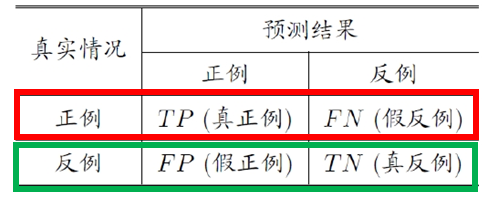 真实情况 预测结果
正例 反例
正例 TP (真正例) FN (假反例)
反例 FP (假正例) TN (真反例)